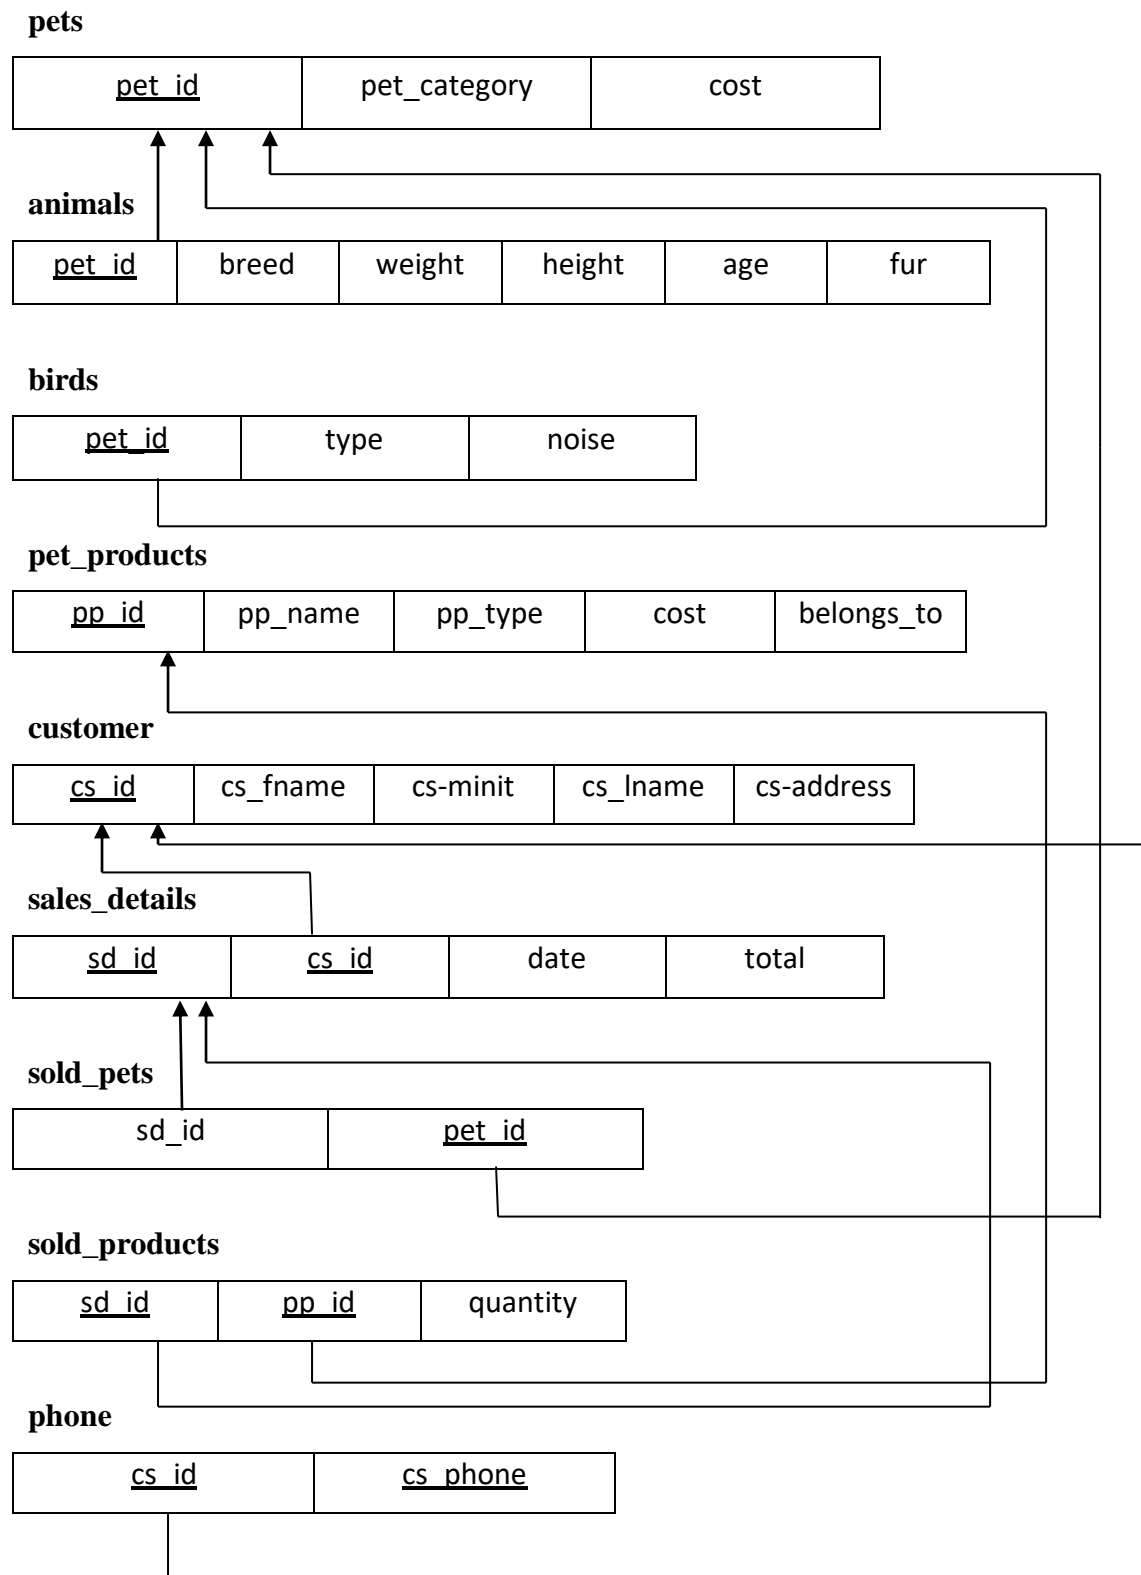 pets
pet_id pet_category cost
animals
pet_id breed weight height age fur
birds
pet_id type noise
pet_products
pp_id pp_name pp_type cost belongs_to
customer
cs_id cs_fname cs-minit cs_lname cs-address
sales_details
sd_id cs_id date total
sold_pets
sd_id pet_id
sold_products
sd_id pp_id quantity
phone
cs_id cs_phone